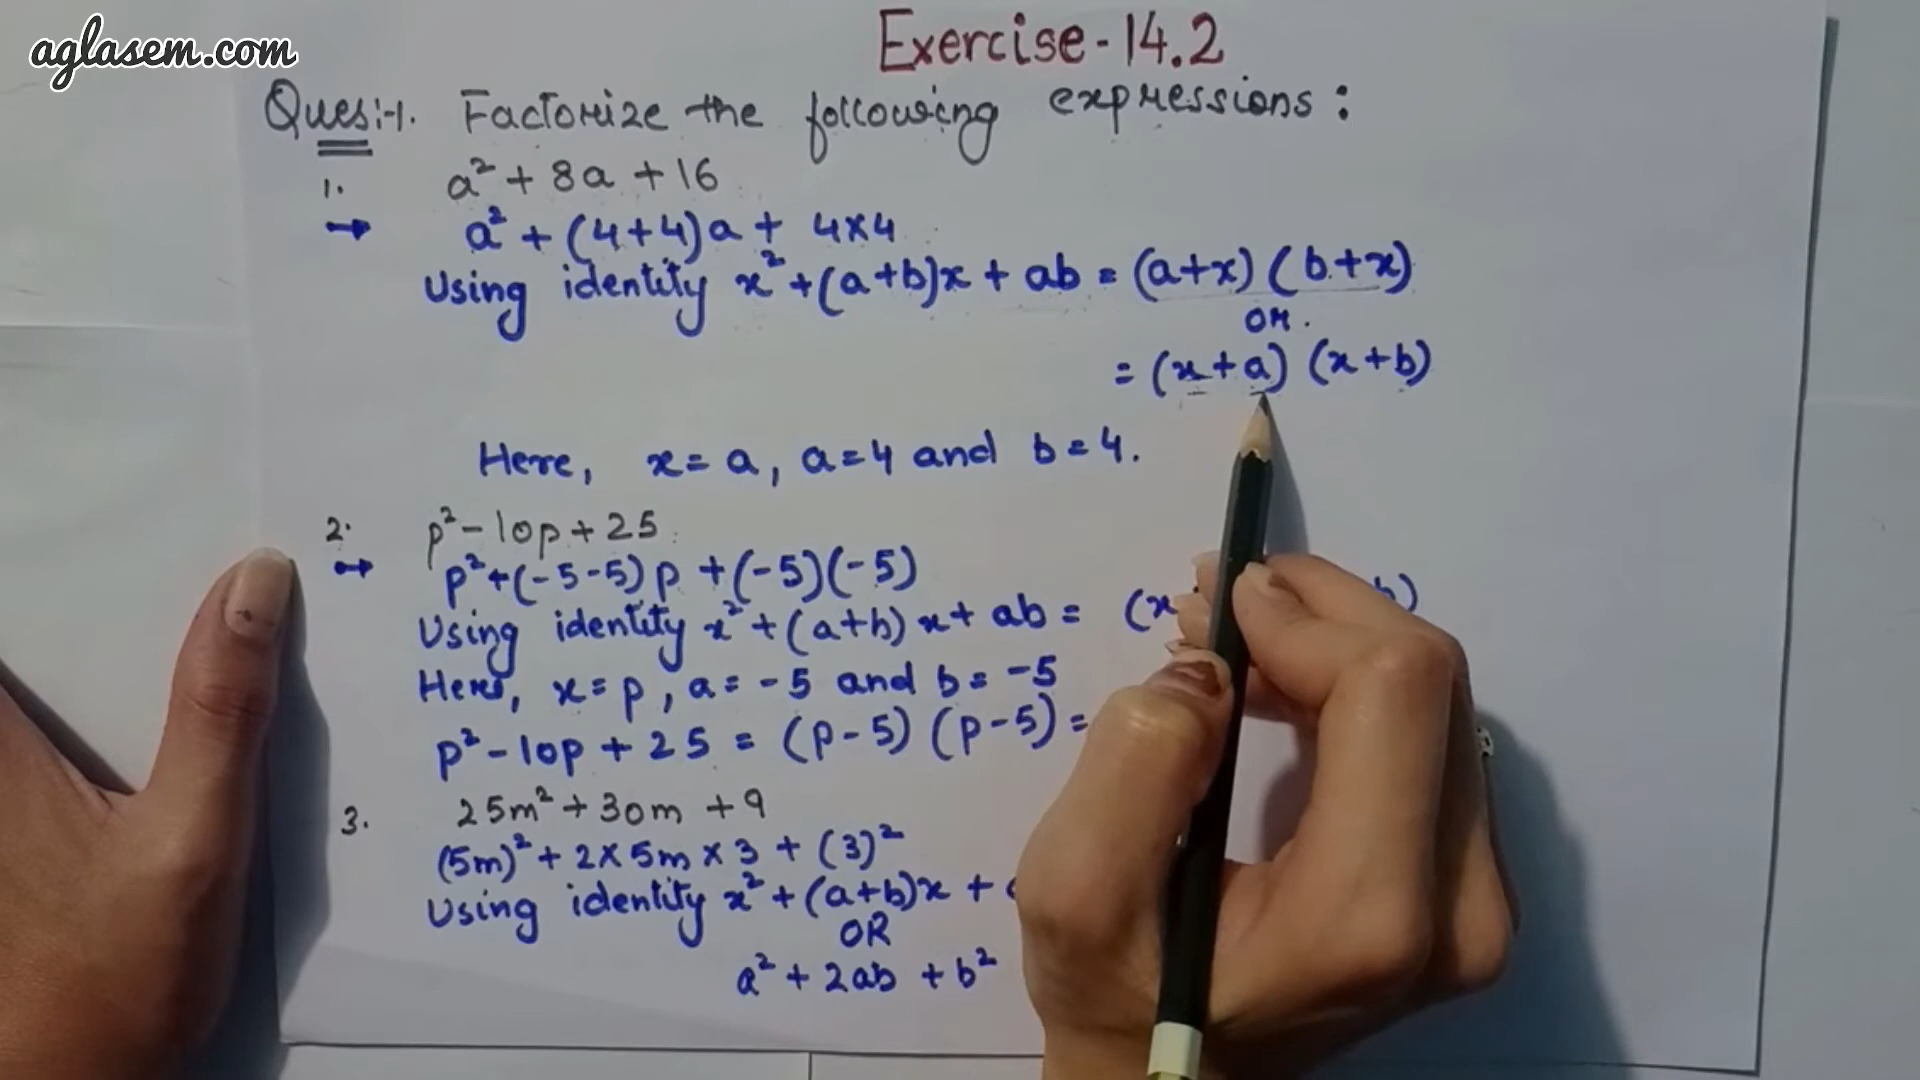 aglasem.com
Exercise-14.2
Ques:-1. Factorize the following expressions:
1. a² + 8a + 16
→ a² + (4+4)a + 4×4
Using identity x² + (a+b)x + ab = (a+x) (b+x)
OR.
= (x+a) (x+b)
Here, x = a, a = 4 and b = 4.
2. p² - 10p + 25
→ p² + (-5-5)p + (-5)(-5)
Using identity x² + (a+b)x + ab = (x b)
Here, x = p, a = -5 and b = -5
p² - 10p + 25 = (p-5) (p-5) =
3. 25m² + 30m + 9
(5m)² + 2×5m×3 + (3)²
Using identity x² + (a+b)x +
OR
a² + 2ab + b²